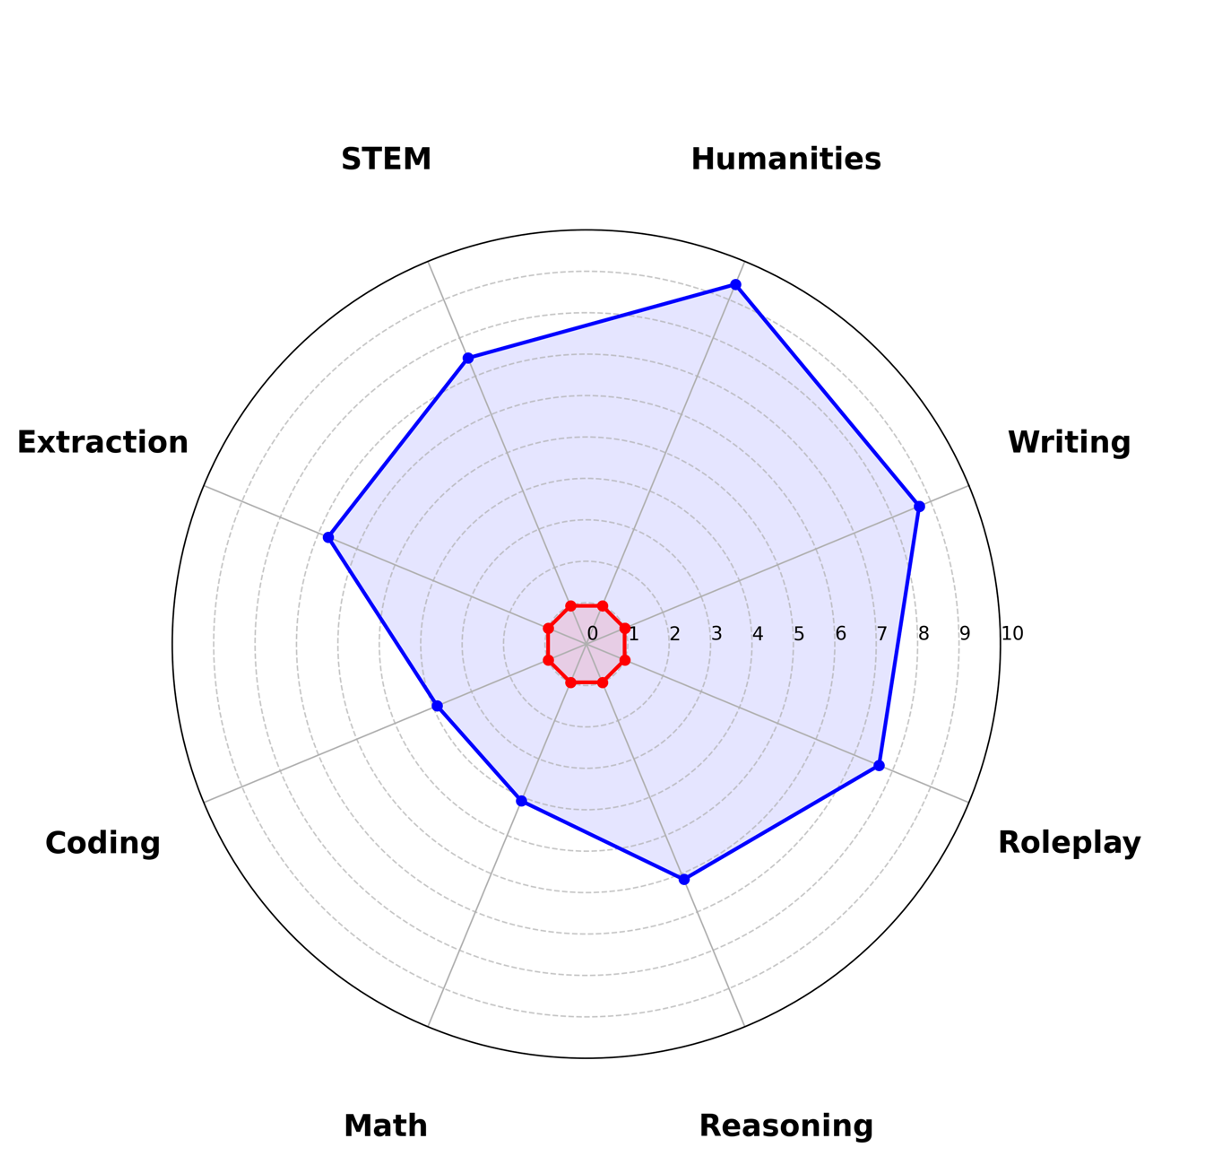 STEM
Humanities
Extraction
Writing
0 1 2 3 4 5 6 7 8 9 10
Coding
Roleplay
Math
Reasoning